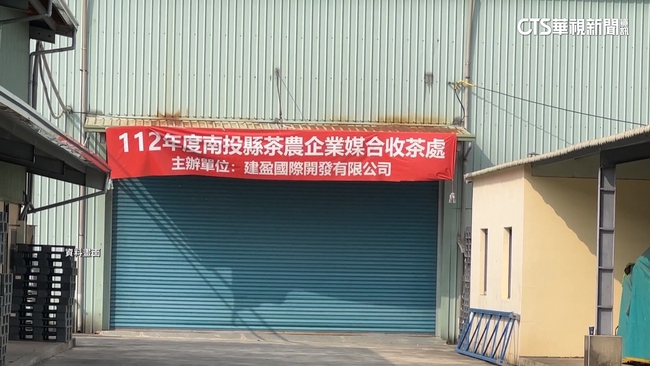 CTS華視新聞資訊
112年度南投縣茶農企業媒合收茶處
主辦單位：建盈國際開發有限公司
資料畫面